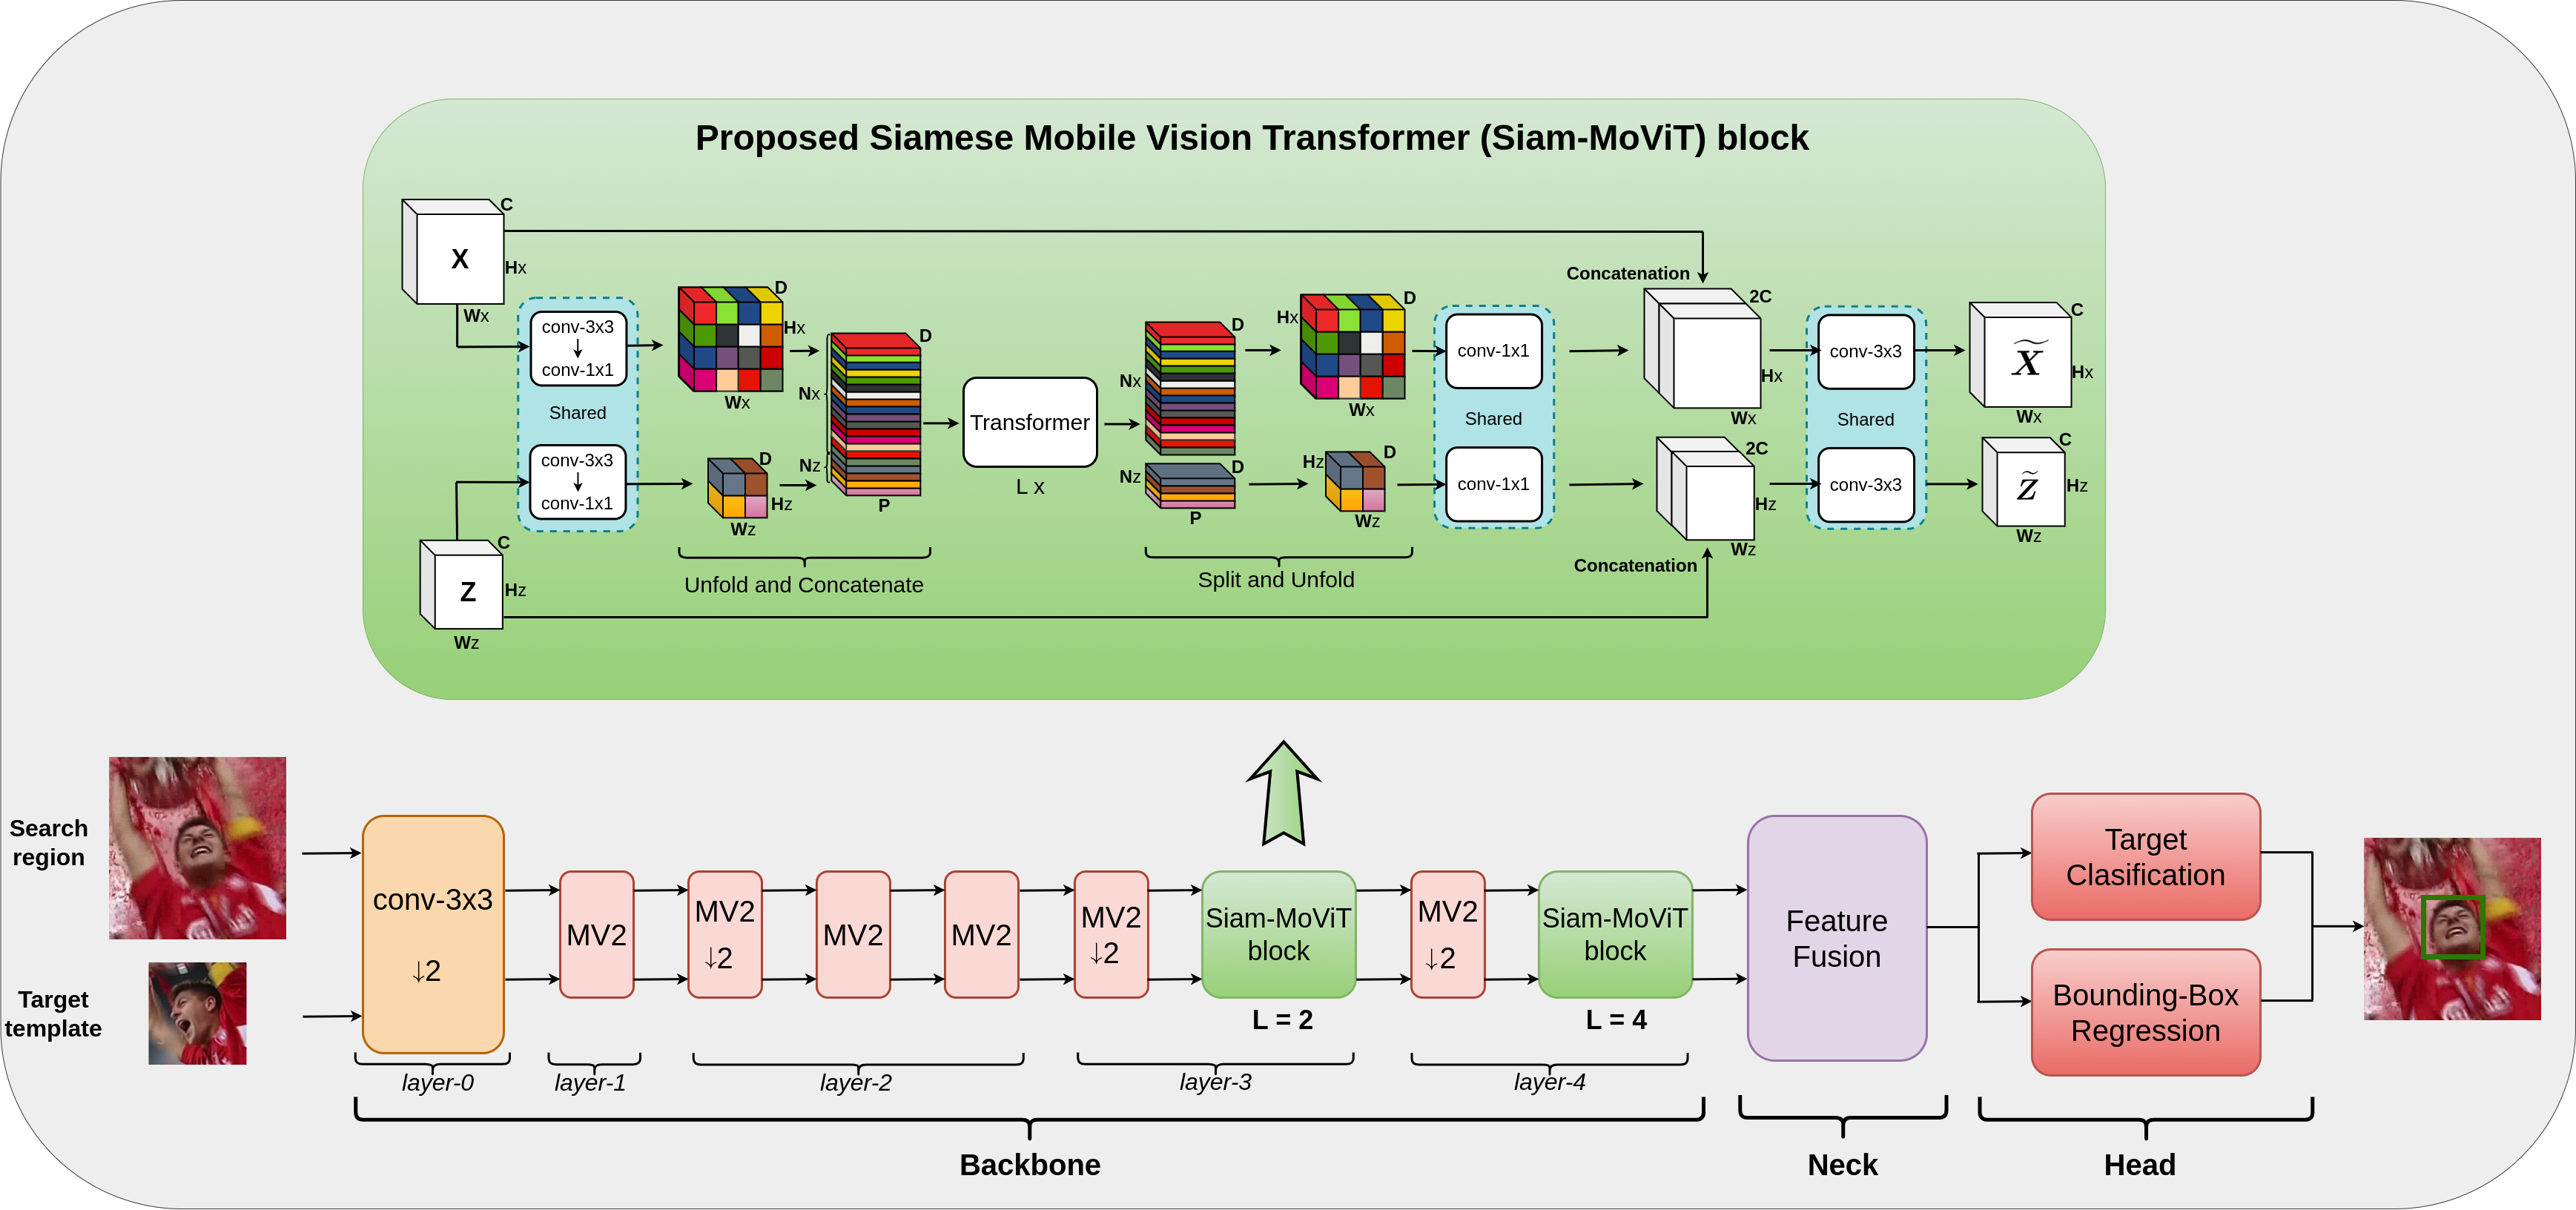 Proposed Siamese Mobile Vision Transformer (Siam-MoViT) block
C
X
Hx
Wx
conv-3x3
conv-1x1
Shared
conv-3x3
conv-1x1
C
Z
Hz
Wz
D
Hx
Wx
D
Hz
Wz
Unfold and Concatenate
D
Nx
Nz
P
Transformer
L x
D
Nx
D
Nz
P
Hx
D
Wx
Hz
D
Wz
Split and Unfold
conv-1x1
Shared
conv-1x1
Concatenation
2C
Hx
Wx
2C
Hz
Wz
Concatenation
conv-3x3
Shared
conv-3x3
C
X̃
Hx
Wx
C
Z̃
Hz
Wz
Search
region
Target
template
conv-3x3
↓2
MV2
MV2
↓2
MV2
MV2
MV2
↓2
Siam-MoViT
block
L = 2
MV2
↓2
Siam-MoViT
block
L = 4
Feature
Fusion
Target
Clasification
Bounding-Box
Regression
layer-0
layer-1
layer-2
layer-3
layer-4
Backbone
Neck
Head